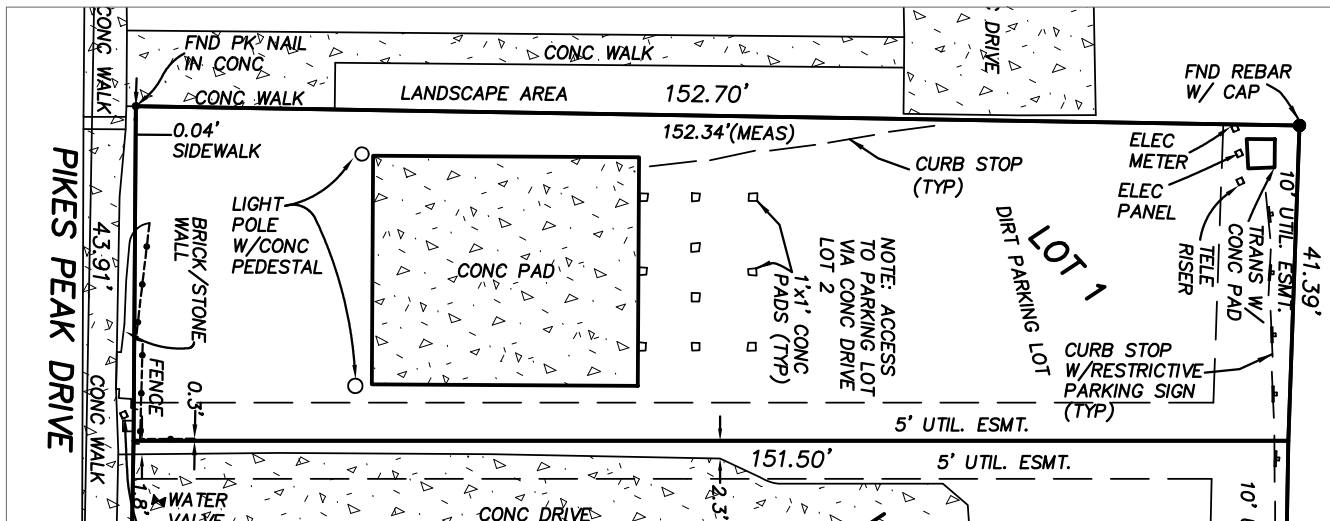 CONC WALK
FND PK NAIL
IN CONC
CONC WALK
DRIVE
FND REBAR
W/ CAP
CONC WALK
LANDSCAPE AREA
152.70'
152.34'(MEAS)
0.04'
SIDEWALK
CURB STOP
(TYP)
ELEC
METER
ELEC
PANEL
10' UTIL. ESMT.
TRANS W/
CONC PAD
TELE
RISER
41.39'
LOT 1
DIRT PARKING LOT
PIKES PEAK DRIVE
43.91'
BRICK/STONE
WALL
LIGHT
POLE
W/CONC
PEDESTAL
CONC PAD
NOTE: ACCESS
TO PARKING LOT
VIA CONC DRIVE
LOT 2
1'x1' CONC
PADS (TYP)
CURB STOP
W/RESTRICTIVE
PARKING SIGN
(TYP)
FENCE
0.3'
CONC WALK
5' UTIL. ESMT.
151.50'
5' UTIL. ESMT.
1.8'
WATER
VALVE
CONC DRIVE
2.3'
10'